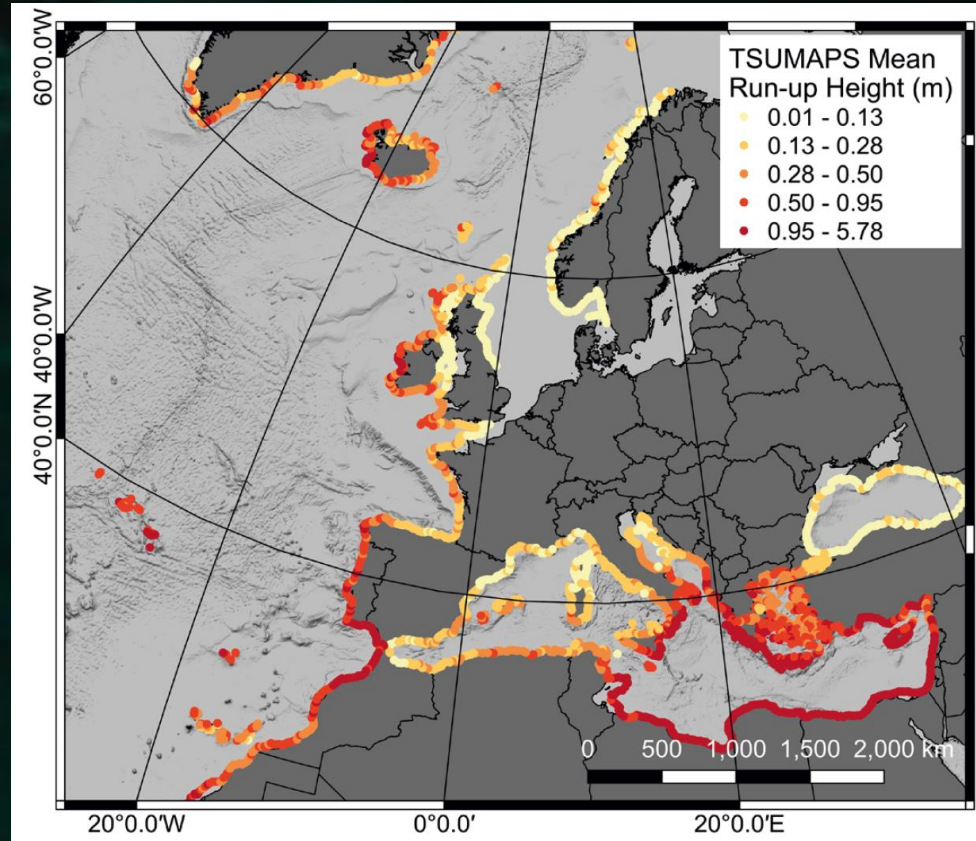 60°0.0'W
TSUMAPS Mean
Run-up Height (m)
0.01 - 0.13
0.13 - 0.28
0.28 - 0.50
0.50 - 0.95
0.95 - 5.78
40°0.0'W
40°0.0'N
0 500 1,000 1,500 2,000 km
20°0.0'W 0°0.0' 20°0.0'E